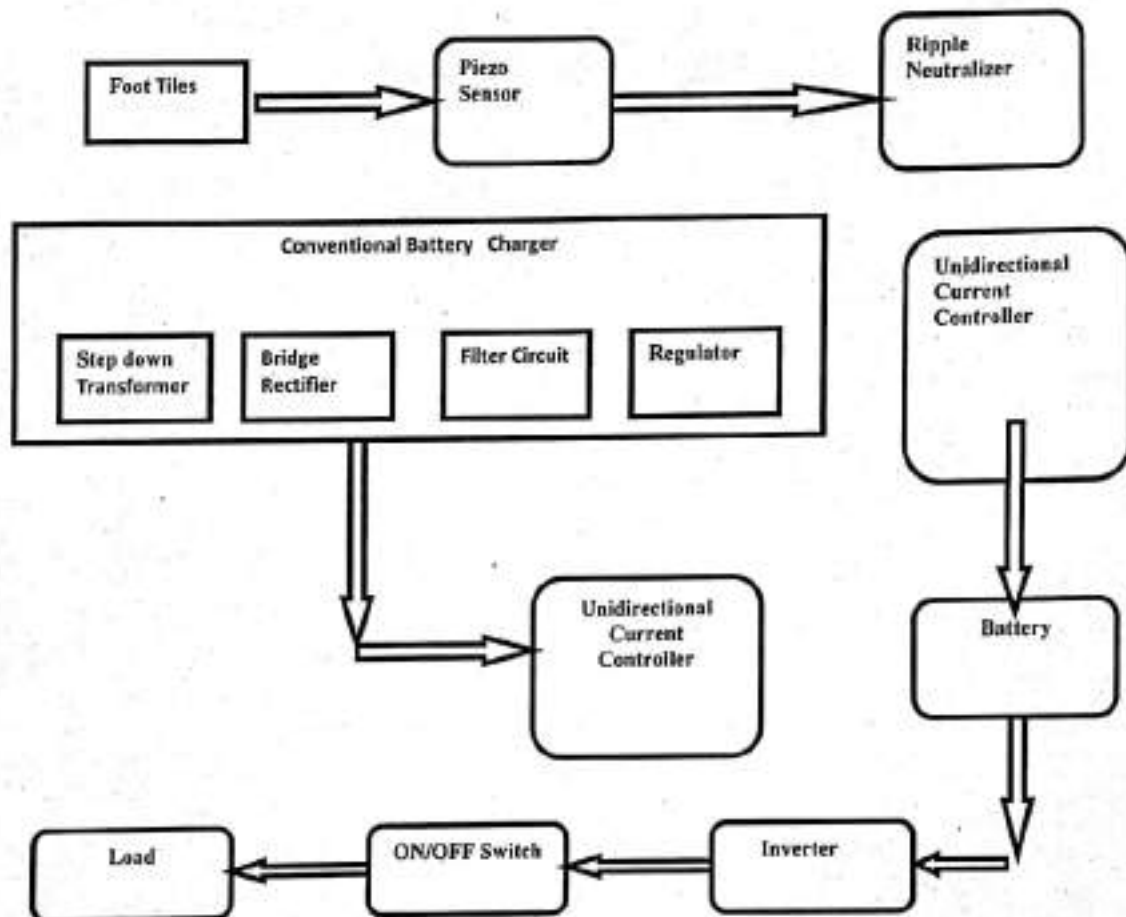 Foot Tiles
Piezo
Sensor
Ripple
Neutralizer
Conventional Battery Charger
Step down
Transformer
Bridge
Rectifier
Filter Circuit
Regulator
Unidirectional
Current
Controller
Unidirectional
Current
Controller
Battery
Load
ON/OFF Switch
Inverter